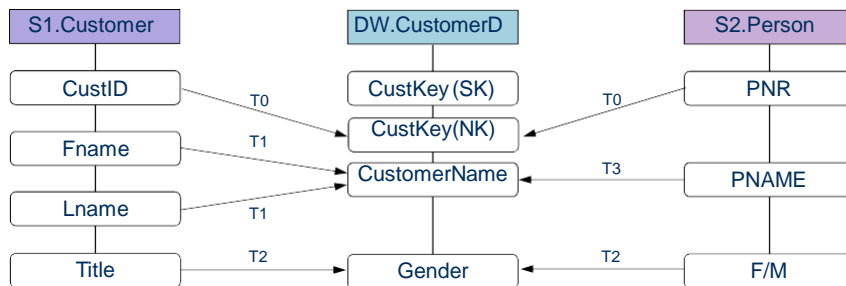 S1.Customer
DW.CustomerD
S2.Person
CustID
CustKey (SK)
PNR
T0
T0
CustKey(NK)
Fname
T1
CustomerName
T3
PNAME
Lname
T1
Title
T2
Gender
T2
F/M